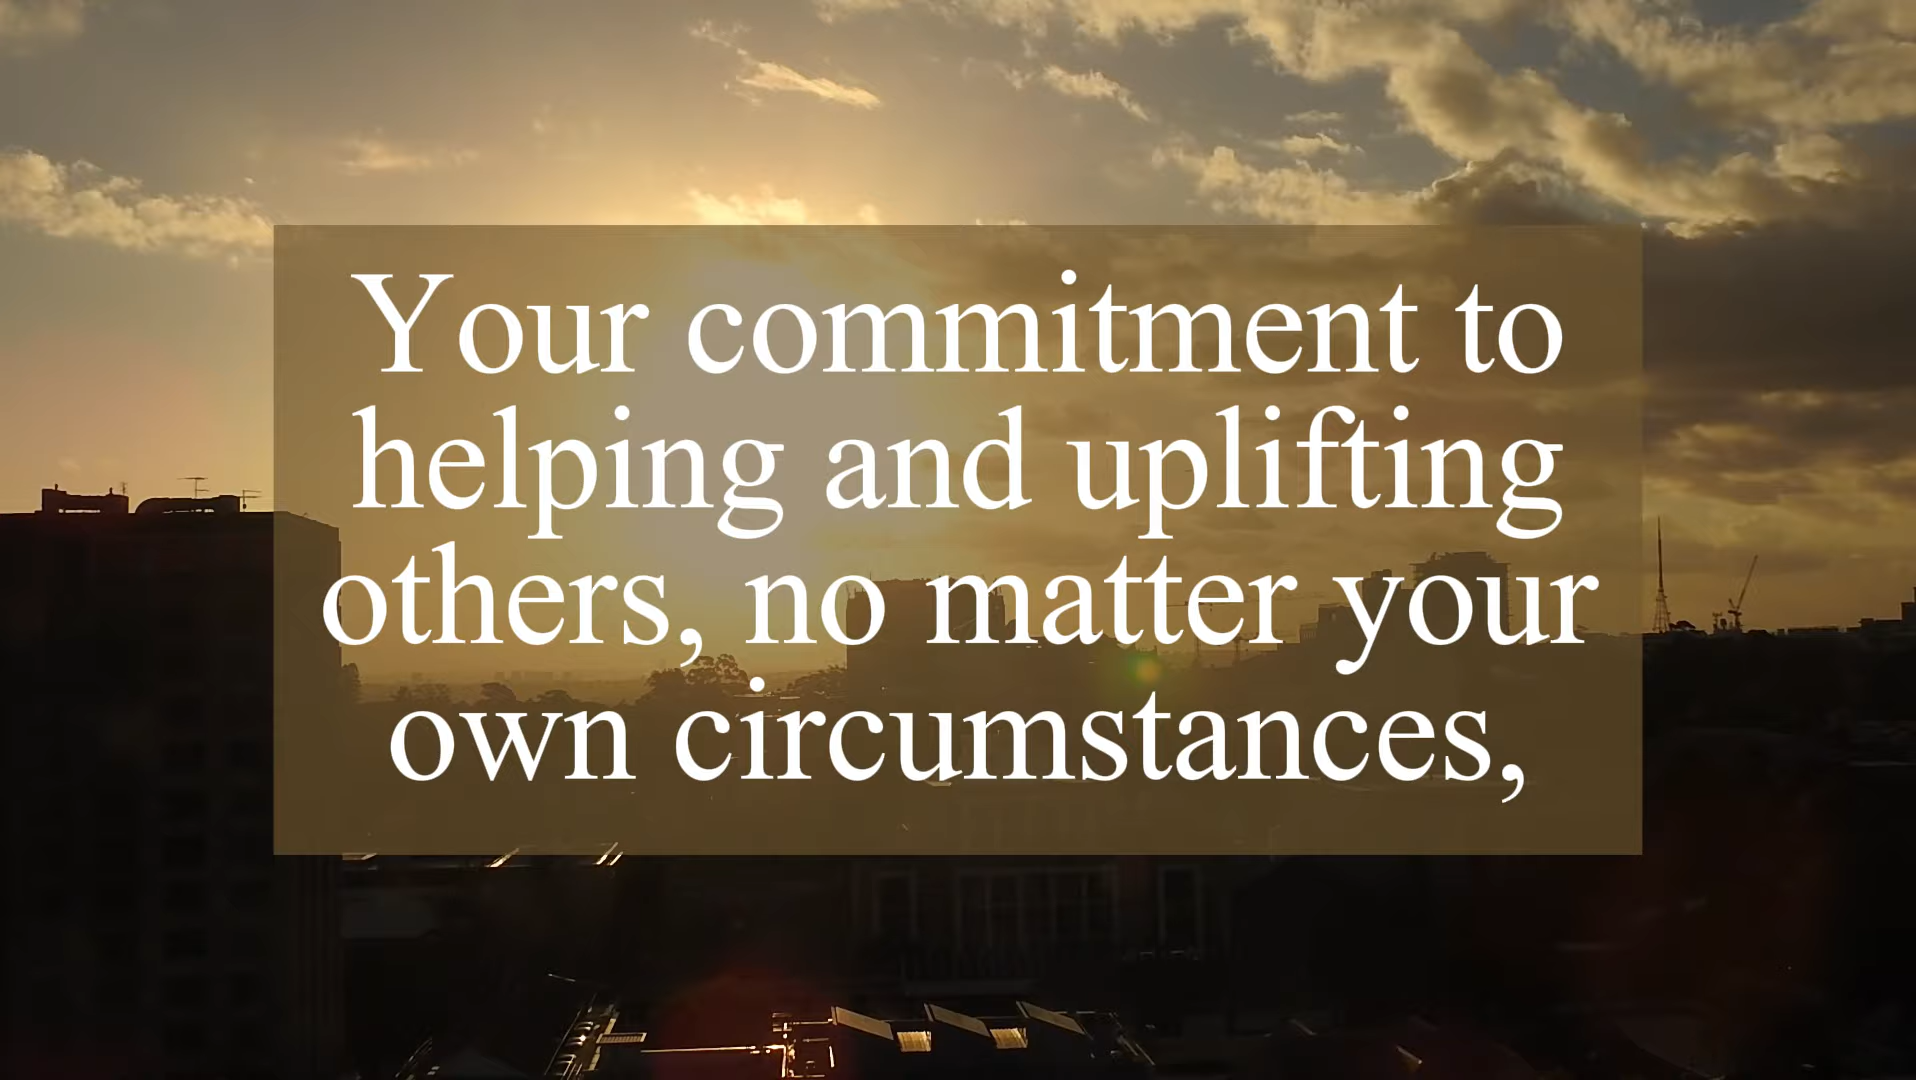 Your commitment to
helping and uplifting
others, no matter your
own circumstances,